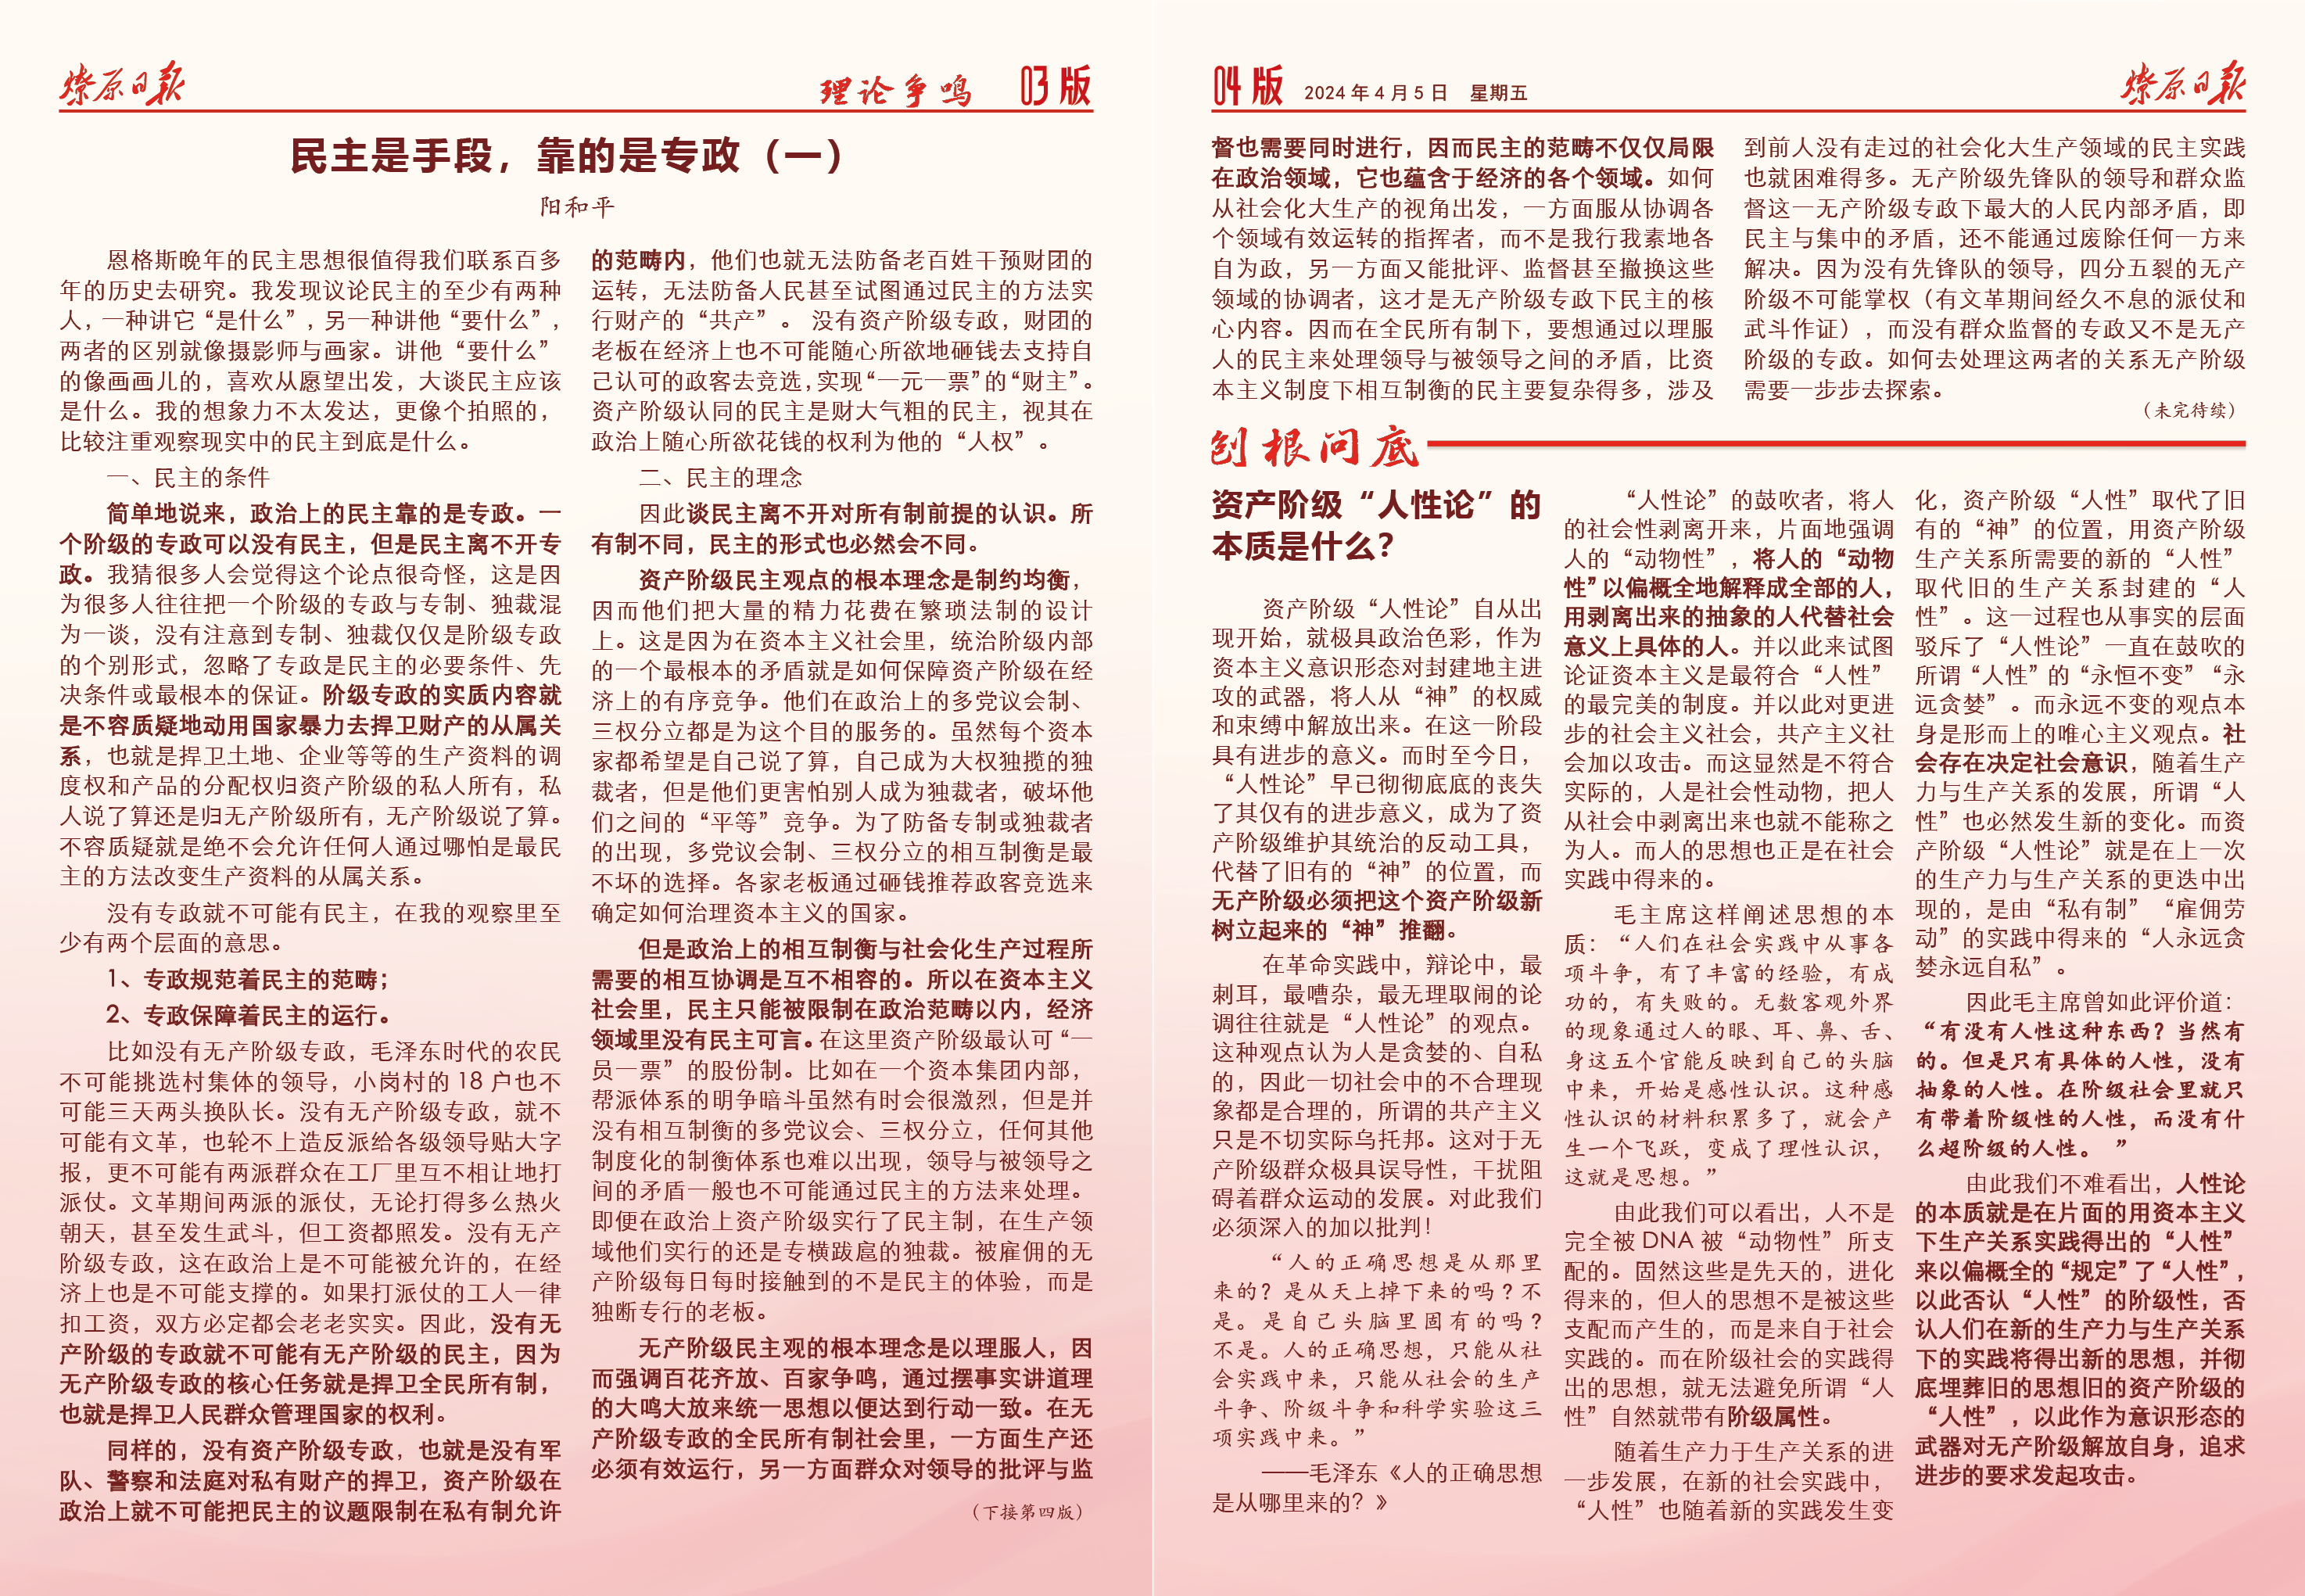 燎原日报
理论争鸣
03版
民主是手段，靠的是专政（一）
阳和平
恩格斯晚年的民主思想很值得我们联系百多
年的历史去研究。我发现议论民主的至少有两种
人，一种讲它“是什么”，另一种讲他“要什么”，
两者的区别就像摄影师与画家。讲他“要什么”
的像画画儿的，喜欢从愿望出发，大谈民主应该
是什么。我的想象力不太发达，更像个拍照的，
比较注重观察现实中的民主到底是什么。
一、民主的条件
简单地说来，政治上的民主靠的是专政。一
个阶级的专政可以没有民主，但是民主离不开专
政。我猜很多人会觉得这个论点很奇怪，这是因
为很多人往往把一个阶级的专政与专制、独裁混
为一谈，没有注意到专制、独裁仅仅是阶级专政
的个别形式，忽略了专政是民主的必要条件、先
决条件或最根本的保证。阶级专政的实质内容就
是不容质疑地动用国家暴力去捍卫财产的从属关
系，也就是捍卫土地、企业等等的生产资料的调
度权和产品的分配权归资产阶级的私人所有，私
人说了算还是归无产阶级所有，无产阶级说了算。
不容质疑就是绝不会允许任何人通过哪怕是最民
主的方法改变生产资料的从属关系。
没有专政就不可能有民主，在我的观察里至
少有两个层面的意思。
1、专政规范着民主的范畴；
2、专政保障着民主的运行。
比如没有无产阶级专政，毛泽东时代的农民
不可能挑选村集体的领导，小岗村的 18 户也不
可能三天两头换队长。没有无产阶级专政，就不
可能有文革，也轮不上造反派给各级领导贴大字
报，更不可能有两派群众在工厂里互不相让地打
派仗。文革期间两派的派仗，无论打得多么热火
朝天，甚至发生武斗，但工资都照发。没有无产
阶级专政，这在政治上是不可能被允许的，在经
济上也是不可能支撑的。如果打派仗的工人一律
扣工资，双方必定都会老老实实。因此，没有无
产阶级的专政就不可能有无产阶级的民主，因为
无产阶级专政的核心任务就是捍卫全民所有制，
也就是捍卫人民群众管理国家的权利。
同样的，没有资产阶级专政，也就是没有军
队、警察和法庭对私有财产的捍卫，资产阶级在
政治上就不可能把民主的议题限制在私有制允许
的范畴内，他们也就无法防备老百姓干预财团的
运转，无法防备人民甚至试图通过民主的方法实
行财产的“共产”。 没有资产阶级专政，财团的
老板在经济上也不可能随心所欲地砸钱去支持自
己认可的政客去竞选，实现“一元一票”的“财主”。
资产阶级认同的民主是财大气粗的民主，视其在
政治上随心所欲花钱的权利为他的“人权”。
二、民主的理念
因此谈民主离不开对所有制前提的认识。所
有制不同，民主的形式也必然会不同。
资产阶级民主观点的根本理念是制约均衡，
因而他们把大量的精力花费在繁琐法制的设计
上。这是因为在资本主义社会里，统治阶级内部
的一个最根本的矛盾就是如何保障资产阶级在经
济上的有序竞争。他们在政治上的多党议会制、
三权分立都是为这个目的服务的。虽然每个资本
家都希望是自己说了算，自己成为大权独揽的独
裁者，但是他们更害怕别人成为独裁者，破坏他
们之间的“平等”竞争。为了防备专制或独裁者
的出现，多党议会制、三权分立的相互制衡是最
不坏的选择。各家老板通过砸钱推荐政客竞选来
确定如何治理资本主义的国家。
但是政治上的相互制衡与社会化生产过程所
需要的相互协调是互不相容的。所以在资本主义
社会里，民主只能被限制在政治范畴以内，经济
领域里没有民主可言。在这里资产阶级最认可“一
员一票”的股份制。比如在一个资本集团内部，
帮派体系的明争暗斗虽然有时会很激烈，但是并
没有相互制衡的多党议会、三权分立，任何其他
制度化的制衡体系也难以出现，领导与被领导之
间的矛盾一般也不可能通过民主的方法来处理。
即便在政治上资产阶级实行了民主制，在生产领
域他们实行的还是专横跋扈的独裁。被雇佣的无
产阶级每日每时接触到的不是民主的体验，而是
独断专行的老板。
无产阶级民主观的根本理念是以理服人，因
而强调百花齐放、百家争鸣，通过摆事实讲道理
的大鸣大放来统一思想以便达到行动一致。在无
产阶级专政的全民所有制社会里，一方面生产还
必须有效运行，另一方面群众对领导的批评与监
（下接第四版）
04版
2024 年 4 月 5 日 星期五
燎原日报
督也需要同时进行，因而民主的范畴不仅仅局限
在政治领域，它也蕴含于经济的各个领域。如何
从社会化大生产的视角出发，一方面服从协调各
个领域有效运转的指挥者，而不是我行我素地各
自为政，另一方面又能批评、监督甚至撤换这些
领域的协调者，这才是无产阶级专政下民主的核
心内容。因而在全民所有制下，要想通过以理服
人的民主来处理领导与被领导之间的矛盾，比资
本主义制度下相互制衡的民主要复杂得多，涉及
到前人没有走过的社会化大生产领域的民主实践
也就困难得多。无产阶级先锋队的领导和群众监
督这一无产阶级专政下最大的人民内部矛盾，即
民主与集中的矛盾，还不能通过废除任何一方来
解决。因为没有先锋队的领导，四分五裂的无产
阶级不可能掌权（有文革期间经久不息的派仗和
武斗作证），而没有群众监督的专政又不是无产
阶级的专政。如何去处理这两者的关系无产阶级
需要一步步去探索。
（未完待续）
刨根问底
资产阶级“人性论”的
本质是什么？
资产阶级“人性论”自从出
现开始，就极具政治色彩，作为
资本主义意识形态对封建地主进
攻的武器，将人从“神”的权威
和束缚中解放出来。在这一阶段
具有进步的意义。而时至今日，
“人性论”早已彻彻底底的丧失
了其仅有的进步意义，成为了资
产阶级维护其统治的反动工具，
代替了旧有的“神”的位置，而
无产阶级必须把这个资产阶级新
树立起来的“神”推翻。
在革命实践中，辩论中，最
刺耳，最嘈杂，最无理取闹的论
调往往就是“人性论”的观点。
这种观点认为人是贪婪的、自私
的，因此一切社会中的不合理现
象都是合理的，所谓的共产主义
只是不切实际乌托邦。这对于无
产阶级群众极具误导性，干扰阻
碍着群众运动的发展。对此我们
必须深入的加以批判！
“人的正确思想是从那里
来的？是从天上掉下来的吗？不
是。是自己头脑里固有的吗？
不是。人的正确思想，只能从社
会实践中来，只能从社会的生产
斗争、阶级斗争和科学实验这三
项实践中来。”
——毛泽东《人的正确思想
是从哪里来的？》
“人性论”的鼓吹者，将人
的社会性剥离开来，片面地强调
人的“动物性”，将人的“动物
性”以偏概全地解释成全部的人，
用剥离出来的抽象的人代替社会
意义上具体的人。并以此来试图
论证资本主义是最符合“人性”
的最完美的制度。并以此对更进
步的社会主义社会，共产主义社
会加以攻击。而这显然是不符合
实际的，人是社会性动物，把人
从社会中剥离出来也就不能称之
为人。而人的思想也正是在社会
实践中得来的。
毛主席这样阐述思想的本
质：“人们在社会实践中从事各
项斗争，有了丰富的经验，有成
功的，有失败的。无数客观外界
的现象通过人的眼、耳、鼻、舌、
身这五个官能反映到自己的头脑
中来，开始是感性认识。这种感
性认识的材料积累多了，就会产
生一个飞跃，变成了理性认识，
这就是思想。”
由此我们可以看出，人不是
完全被 DNA 被“动物性”所支
配的。固然这些是先天的，进化
得来的，但人的思想不是被这些
支配而产生的，而是来自于社会
实践的。而在阶级社会的实践得
出的思想，就无法避免所谓“人
性”自然就带有阶级属性。
随着生产力于生产关系的进
一步发展，在新的社会实践中，
“人性”也随着新的实践发生变
化，资产阶级“人性”取代了旧
有的“神”的位置，用资产阶级
生产关系所需要的新的“人性”
取代旧的生产关系封建的“人
性”。这一过程也从事实的层面
驳斥了“人性论”一直在鼓吹的
所谓“人性”的“永恒不变”“永
远贪婪”。而永远不变的观点本
身是形而上的唯心主义观点。社
会存在决定社会意识，随着生产
力与生产关系的发展，所谓“人
性”也必然发生新的变化。而资
产阶级“人性论”就是在上一次
的生产力与生产关系的更迭中出
现的，是由“私有制”“雇佣劳
动”的实践中得来的“人永远贪
婪永远自私”。
因此毛主席曾如此评价道：
“有没有人性这种东西？当然有
的。但是只有具体的人性，没有
抽象的人性。在阶级社会里就只
有带着阶级性的人性，而没有什
么超阶级的人性。 ”
由此我们不难看出，人性论
的本质就是在片面的用资本主义
下生产关系实践得出的“人性”
来以偏概全的“规定”了“人性”，
以此否认“人性”的阶级性，否
认人们在新的生产力与生产关系
下的实践将得出新的思想，并彻
底埋葬旧的思想旧的资产阶级的
“人性”，以此作为意识形态的
武器对无产阶级解放自身，追求
进步的要求发起攻击。